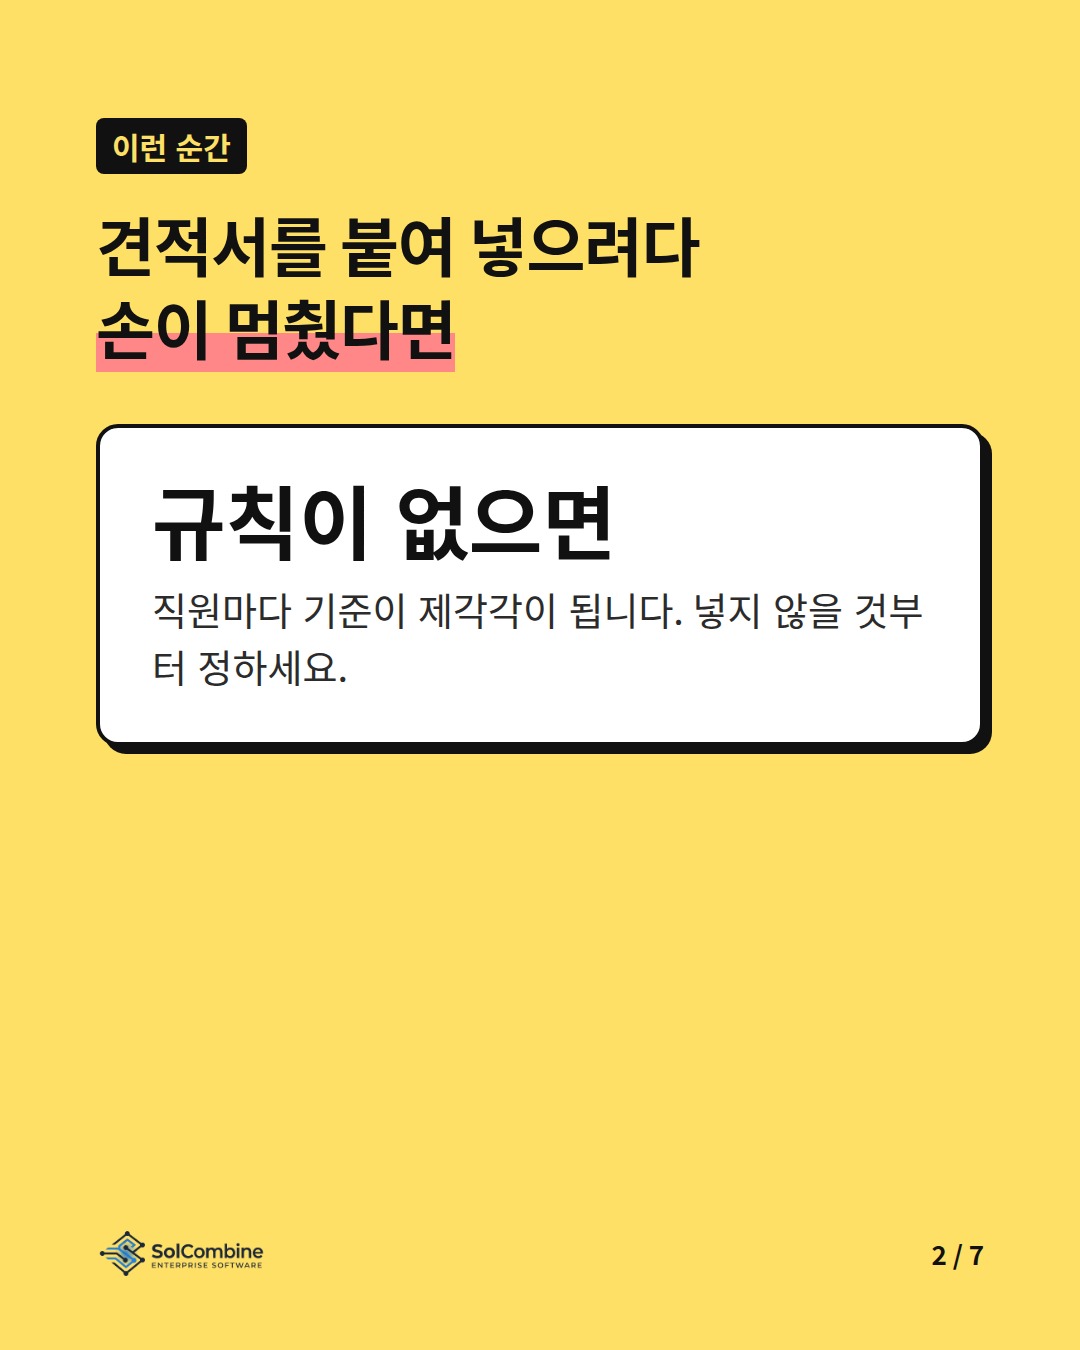 이런 순간
견적서를 붙여 넣으려다
손이 멈췄다면
규칙이 없으면
직원마다 기준이 제각각이 됩니다. 넣지 않을 것부
터 정하세요.
SolCombine
ENTERPRISE SOFTWARE
2 / 7